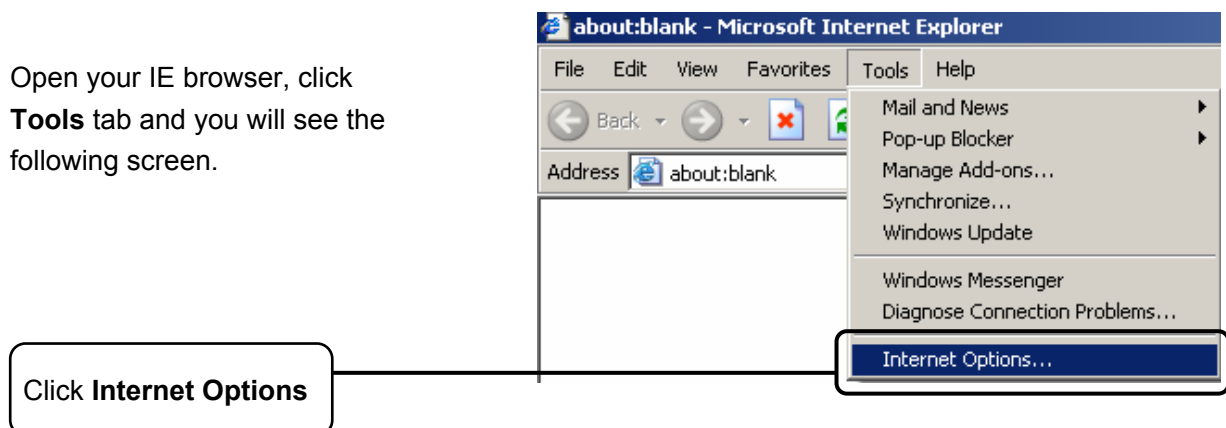 Open your IE browser, click
Tools tab and you will see the
following screen.
about:blank - Microsoft Internet Explorer
File Edit View Favorites Tools Help
Back
Address about:blank
Mail and News
Pop-up Blocker
Manage Add-ons...
Synchronize...
Windows Update
Windows Messenger
Diagnose Connection Problems...
Internet Options...
Click Internet Options